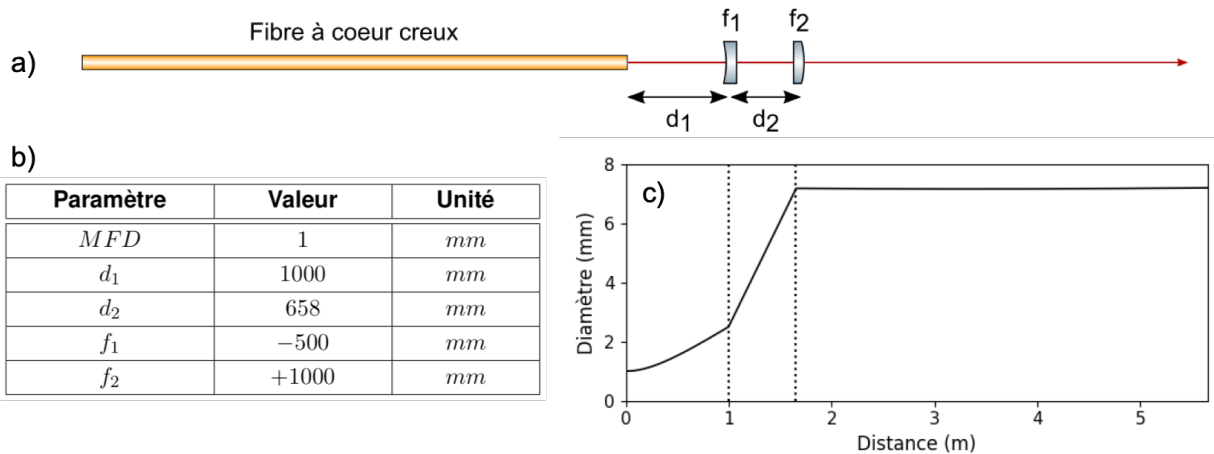 Fibre à coeur creux
f1 f2
a)
d1 d2
b)
Paramètre Valeur Unité
MFD 1 mm
d1 1000 mm
d2 658 mm
f1 −500 mm
f2 +1000 mm
c)
8
6
4
2
0
Diamètre (mm)
0 1 2 3 4 5
Distance (m)